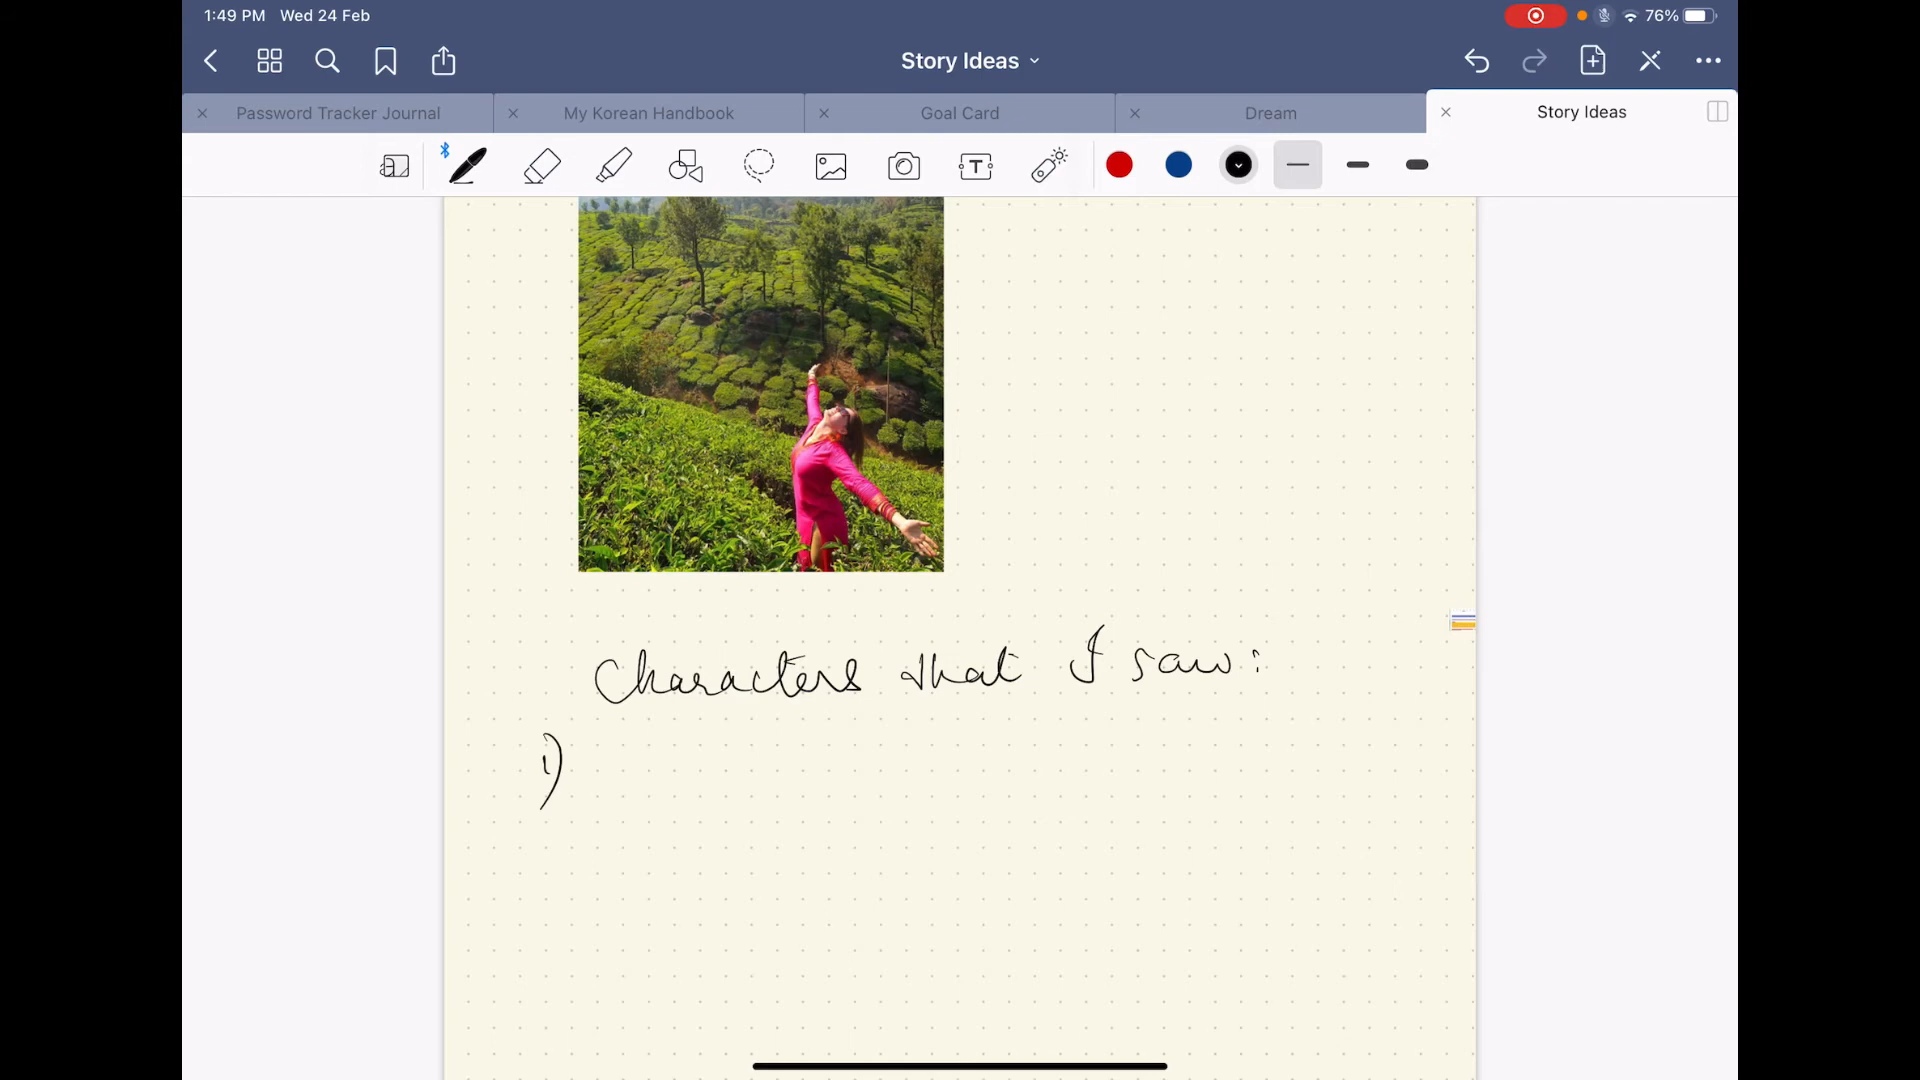 1:49 PM Wed 24 Feb 76%
Story Ideas
Password Tracker Journal My Korean Handbook Goal Card Dream Story Ideas
Characters that I saw:
1)